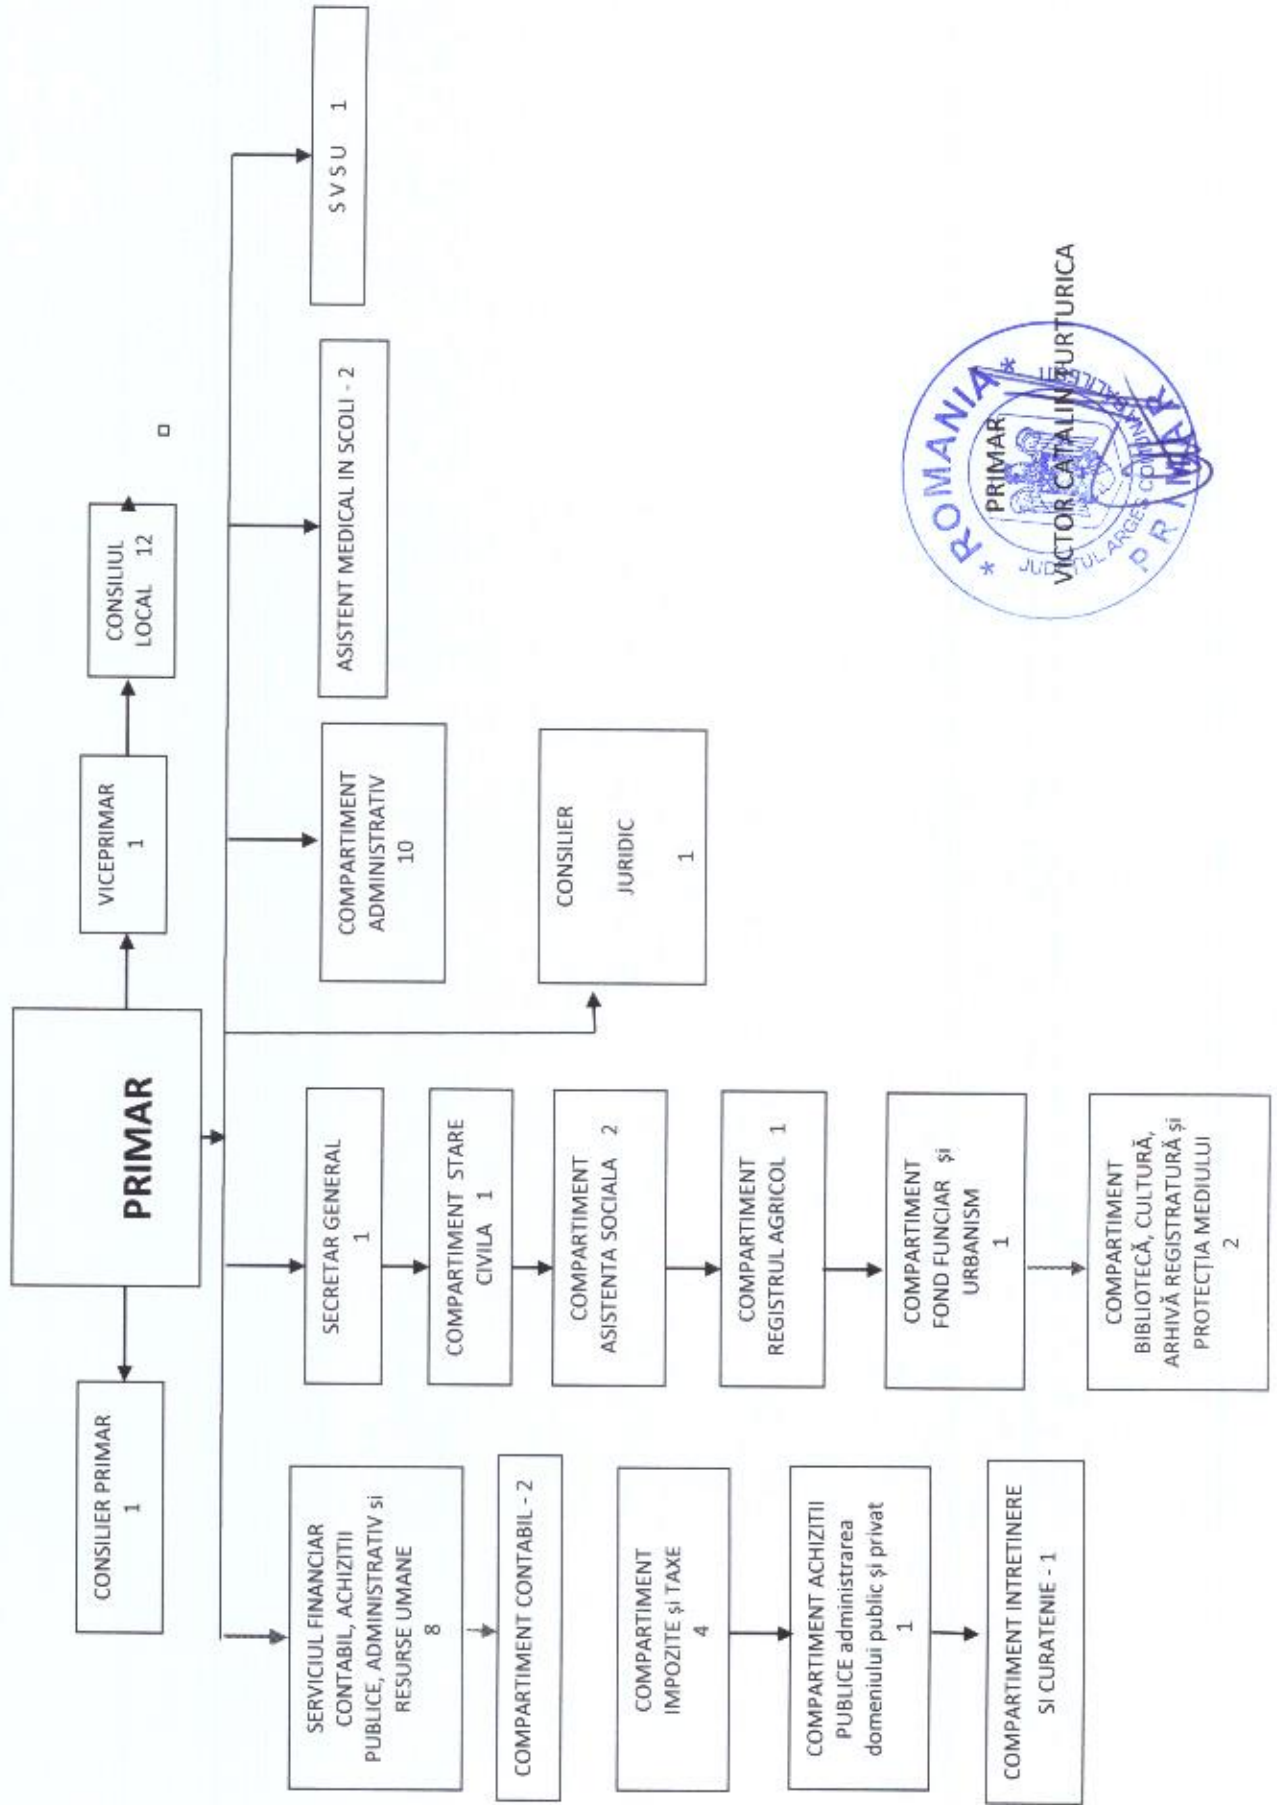 PRIMAR
CONSILIER PRIMAR
1
VICEPRIMAR
1
CONSILIUL
LOCAL 12
SERVICIUL FINANCIAR
CONTABIL, ACHIZITII
PUBLICE, ADMINISTRATIV si
RESURSE UMANE
8
COMPARTIMENT CONTABIL - 2
COMPARTIMENT
IMPOZITE și TAXE
4
COMPARTIMENT ACHIZITII
PUBLICE administrarea
domeniului public și privat
1
COMPARTIMENT INTRETINERE
SI CURATENIE - 1
SECRETAR GENERAL
1
COMPARTIMENT STARE
CIVILA 1
COMPARTIMENT
ASISTENTA SOCIALA 2
COMPARTIMENT
REGISTRUL AGRICOL 1
COMPARTIMENT
FOND FUNCIAR și
URBANISM
1
COMPARTIMENT
BIBLIOTECĂ, CULTURĂ,
ARHIVĂ REGISTRATURĂ și
PROTECȚIA MEDIULUI
2
CONSILIER
JURIDIC
1
COMPARTIMENT
ADMINISTRATIV
10
ASISTENT MEDICAL IN SCOLI - 2
S V S U 1
PRIMAR
VICTOR CATALIN TURTURICA
* ROMANIA *
JUDETUL ARGES COMUNA BALILESTI
PRIMAR